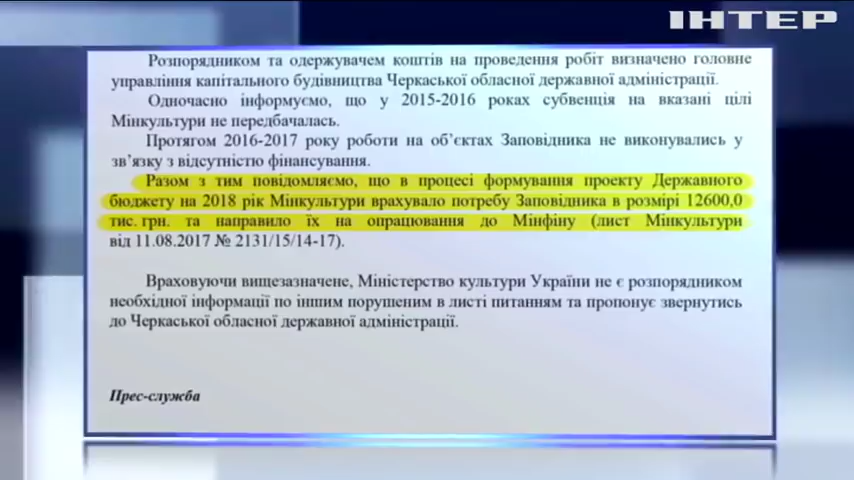 ІНТЕР
Розпорядником та одержувачем коштів на проведення робіт визначено головне
управління капітального будівництва Черкаської обласної державної адміністрації.
Одночасно інформуємо, що у 2015-2016 роках субвенція на вказані цілі
Мінкультури не передбачалась.
Протягом 2016-2017 року роботи на об’єктах Заповідника не виконувались у
зв’язку з відсутністю фінансування.
Разом з тим повідомляємо, що в процесі формування проекту Державного
бюджету на 2018 рік Мінкультури врахувало потребу Заповідника в розмірі 12600,0
тис. грн. та направило їх на опрацювання до Мінфіну (лист Мінкультури
від 11.08.2017 № 2131/15/14-17).
Враховуючи вищезазначене, Міністерство культури України не є розпорядником
необхідної інформації по іншим порушеним в листі питанням та пропонує звернутись
до Черкаської обласної державної адміністрації.
Прес-служба